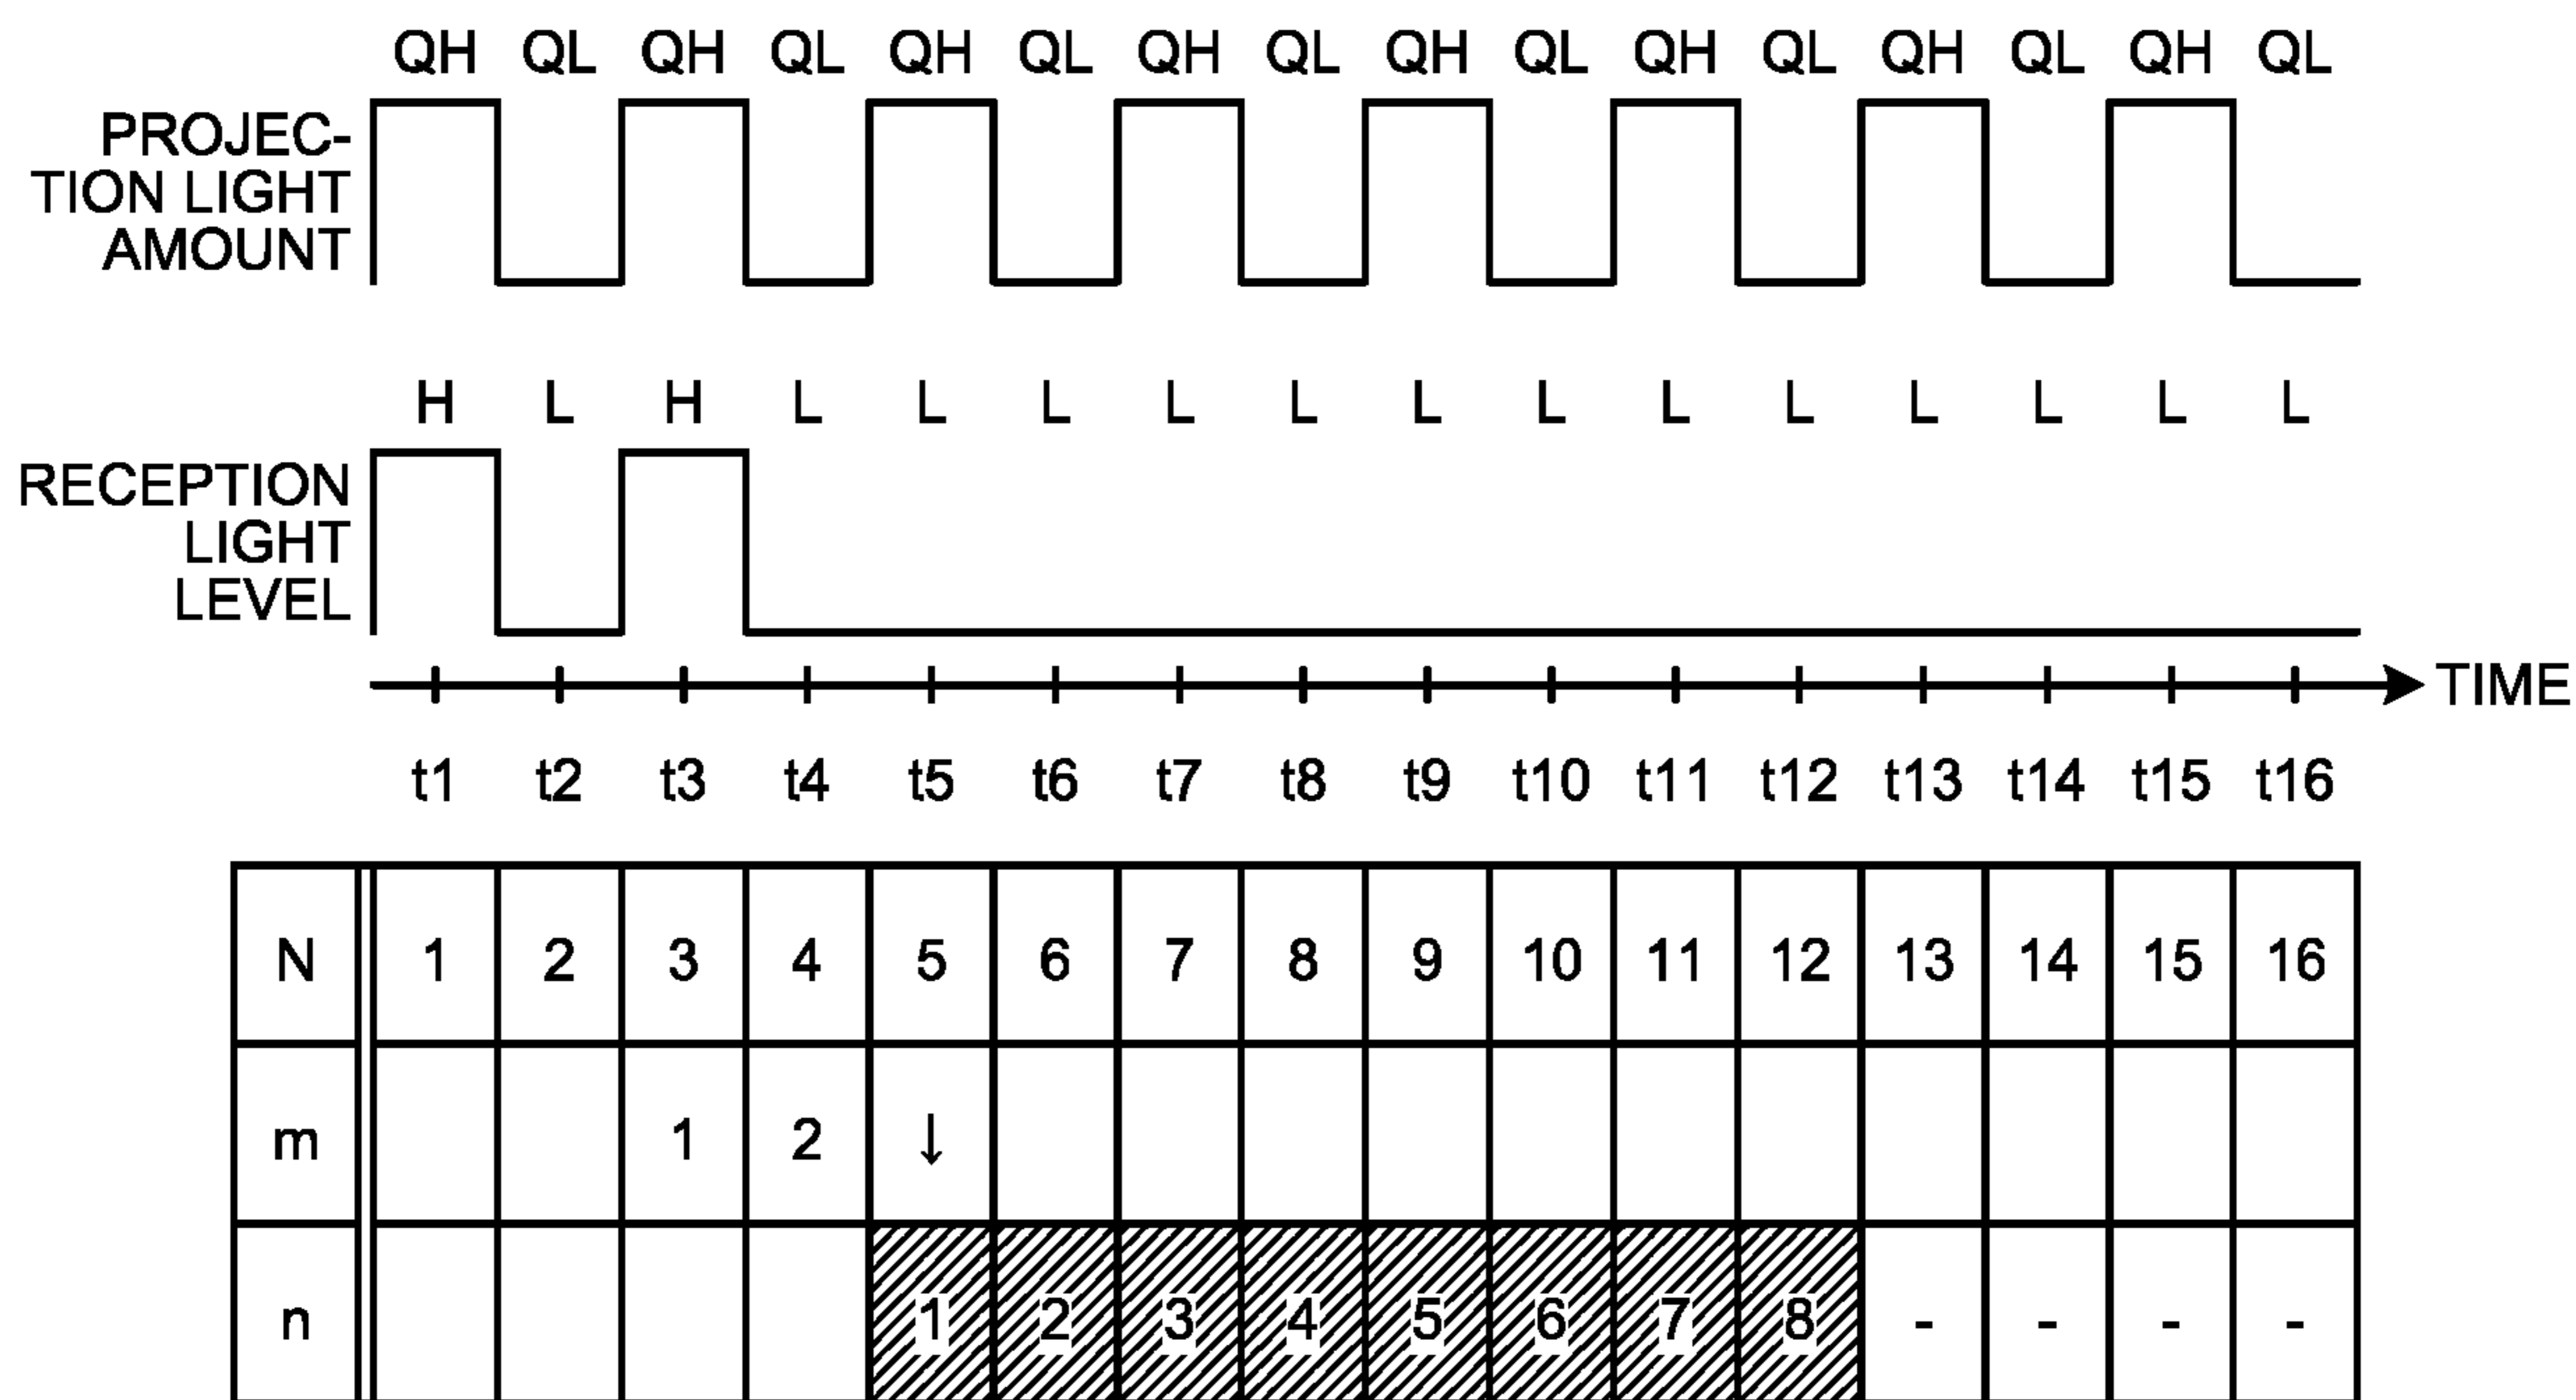 QH QL QH QL QH QL QH QL QH QL QH QL QH QL QH QL
PROJEC-
TION LIGHT
AMOUNT
H L H L L L L L L L L L L L L L
RECEPTION
LIGHT
LEVEL
TIME
t1 t2 t3 t4 t5 t6 t7 t8 t9 t10 t11 t12 t13 t14 t15 t16
N 1 2 3 4 5 6 7 8 9 10 11 12 13 14 15 16
m 1 2 ↓
n 1 2 3 4 5 6 7 8 - - - -